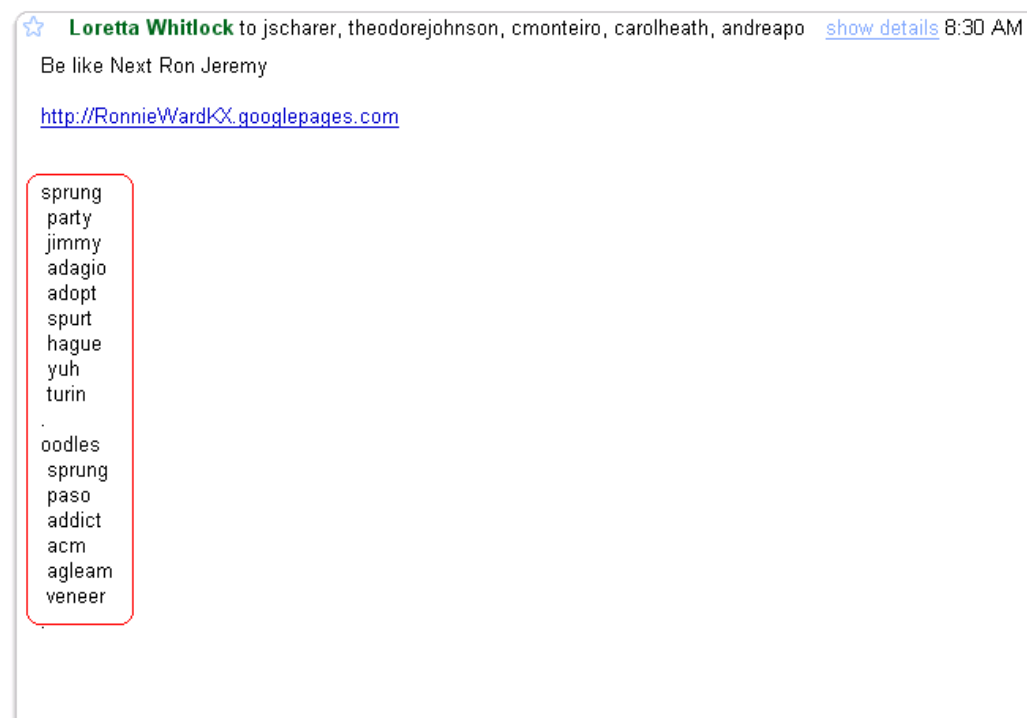 Loretta Whitlock to jscharer, theodorejohnson, cmonteiro, carolheath, andreapo show details 8:30 AM
Be like Next Ron Jeremy
http://RonnieWardKX.googlepages.com
sprung
party
jimmy
adagio
adopt
spurt
hague
yuh
turin
.
oodles
sprung
paso
addict
acm
agleam
veneer
.